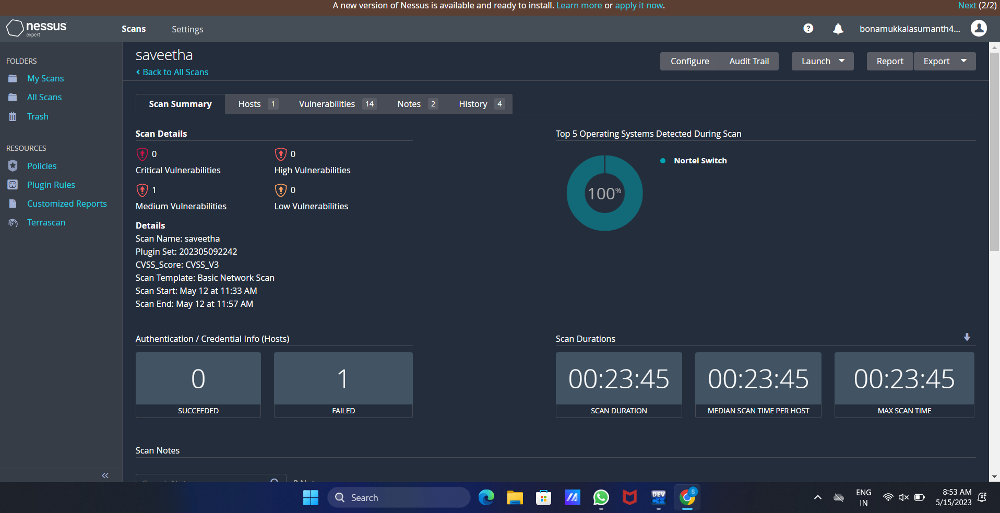 A new version of Nessus is available and ready to install. Learn more or apply it now.
Next (2/2)
nessus
expert
Scans
Settings
?
bonamukkalasumanth4...
FOLDERS
My Scans
All Scans
Trash
RESOURCES
Policies
Plugin Rules
Customized Reports
Terrascan
saveetha
Back to All Scans
Configure
Audit Trail
Launch
Report
Export
Scan Summary
Hosts 1
Vulnerabilities 14
Notes 2
History 4
Scan Details
0
Critical Vulnerabilities
0
High Vulnerabilities
1
Medium Vulnerabilities
0
Low Vulnerabilities
Details
Scan Name: saveetha
Plugin Set: 202305092242
CVSS_Score: CVSS_V3
Scan Template: Basic Network Scan
Scan Start: May 12 at 11:33 AM
Scan End: May 12 at 11:57 AM
Top 5 Operating Systems Detected During Scan
100%
Nortel Switch
Authentication / Credential Info (Hosts)
0
SUCCEEDED
1
FAILED
Scan Durations
00:23:45
SCAN DURATION
00:23:45
MEDIAN SCAN TIME PER HOST
00:23:45
MAX SCAN TIME
Scan Notes
Search
DEV
C++
S
ENG
IN
8:53 AM
5/15/2023